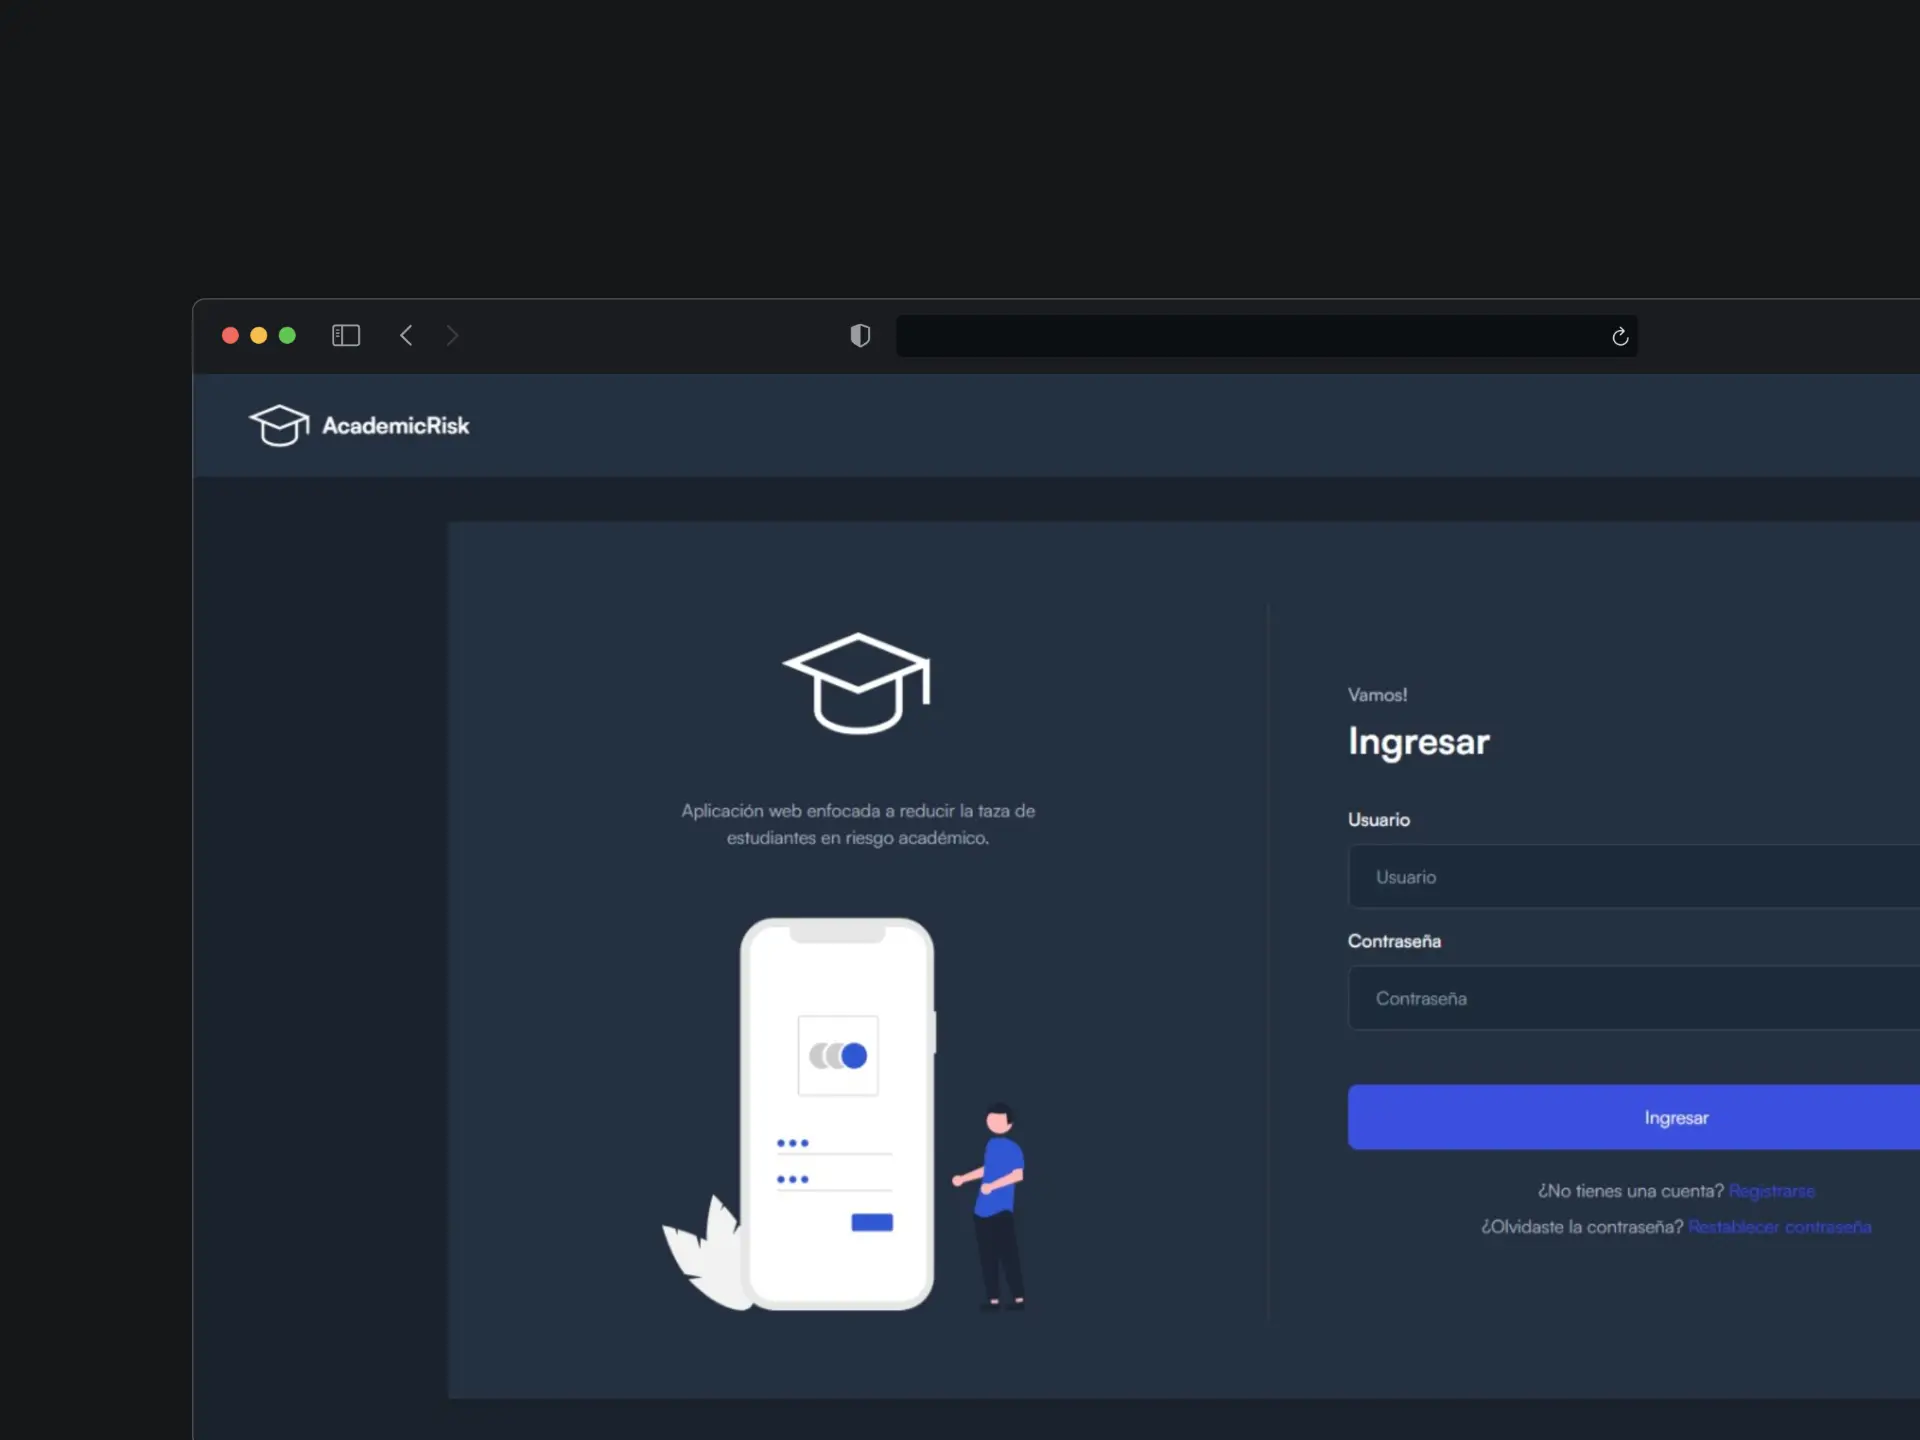 AcademicRisk
Aplicación web enfocada a reducir la taza de
estudiantes en riesgo académico.
Vamos!
Ingresar
Usuario
Usuario
Contraseña
Contraseña
Ingresar
¿No tienes una cuenta? Registrarse
¿Olvidaste la contraseña? Restablecer contraseña